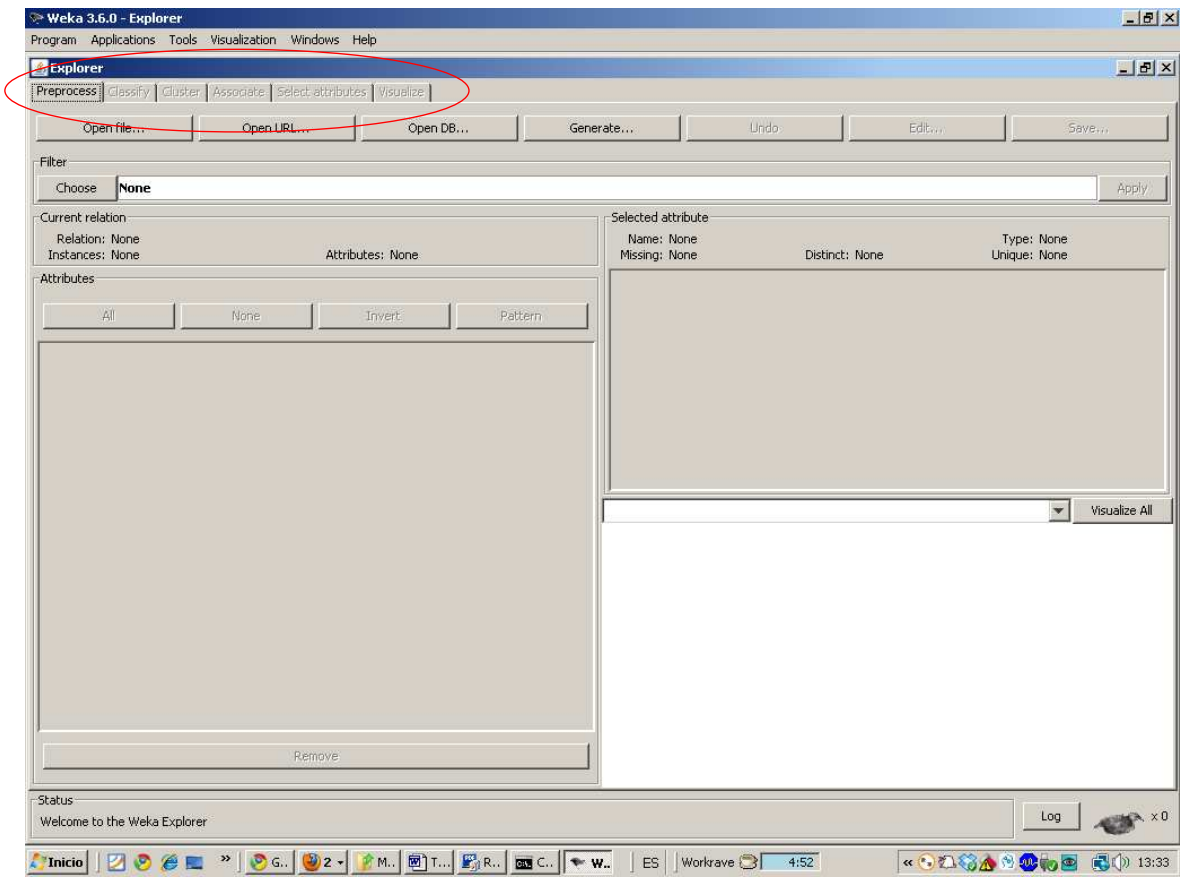 Weka 3.6.0 - Explorer
Program Applications Tools Visualization Windows Help
Explorer
Preprocess Classify Cluster Associate Select attributes Visualize
Open file... Open URL... Open DB... Generate... Undo Edit... Save...
Filter
Choose None Apply
Current relation
Relation: None
Instances: None Attributes: None
Selected attribute
Name: None Type: None
Missing: None Distinct: None Unique: None
Attributes
All None Invert Pattern
Visualize All
Remove
Status
Welcome to the Weka Explorer
Log x 0
Inicio » G.. 2 M.. T... R.. C.. W.. ES Workrave 4:52 « 13:33